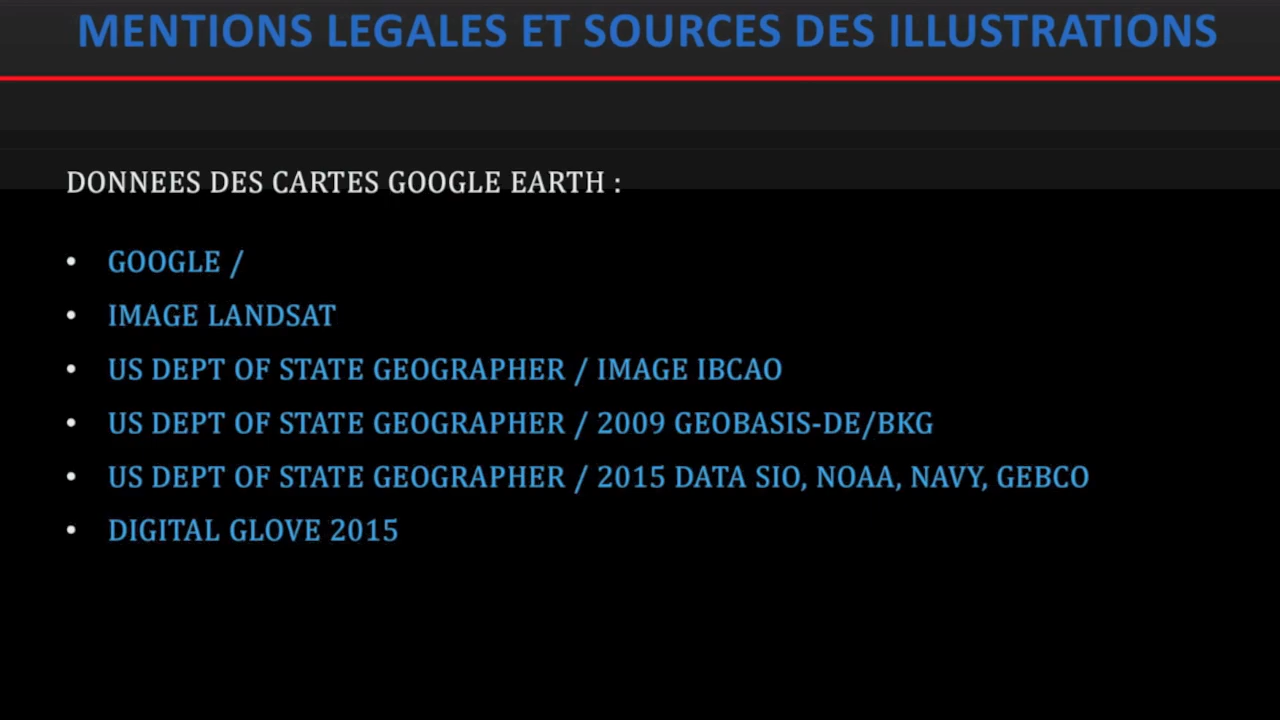 MENTIONS LEGALES ET SOURCES DES ILLUSTRATIONS
DONNEES DES CARTES GOOGLE EARTH :
• GOOGLE /
• IMAGE LANDSAT
• US DEPT OF STATE GEOGRAPHER / IMAGE IBCAO
• US DEPT OF STATE GEOGRAPHER / 2009 GEOBASIS-DE/BKG
• US DEPT OF STATE GEOGRAPHER / 2015 DATA SIO, NOAA, NAVY, GEBCO
• DIGITAL GLOVE 2015